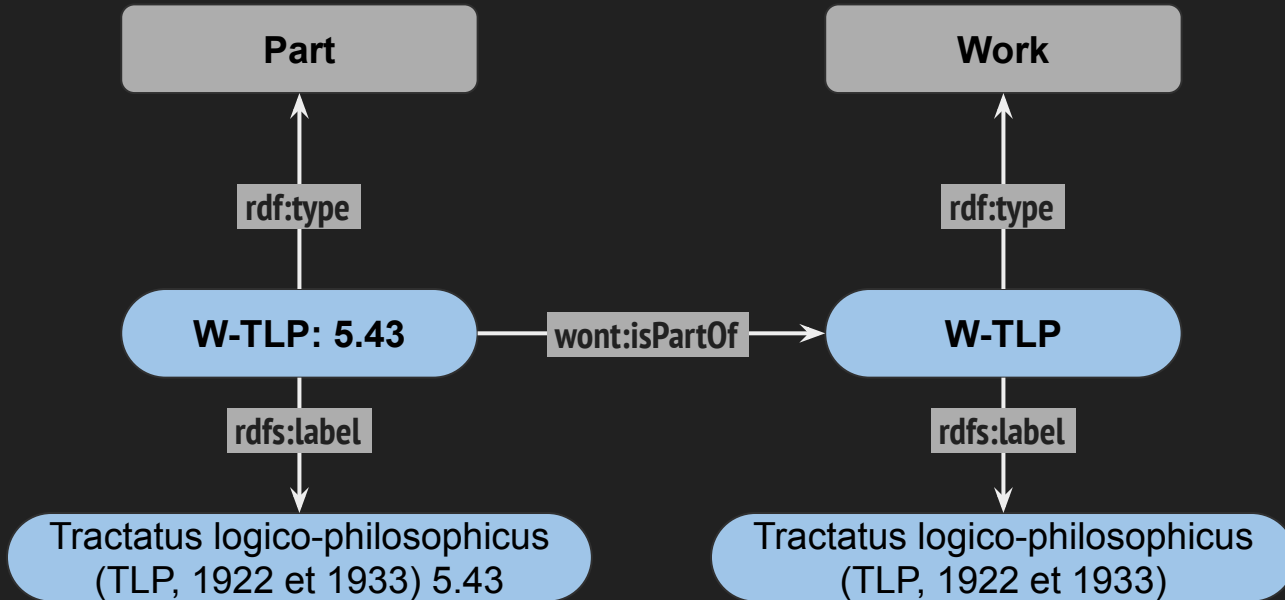 Part
Work
rdf:type
rdf:type
W-TLP: 5.43
wont:isPartOf
W-TLP
rdfs:label
rdfs:label
Tractatus logico-philosophicus
(TLP, 1922 et 1933) 5.43
Tractatus logico-philosophicus
(TLP, 1922 et 1933)